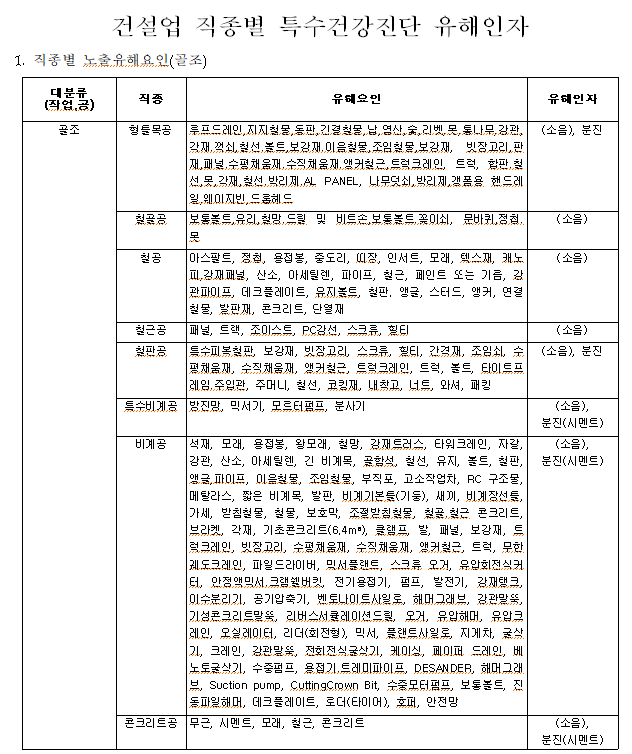 건설업 직종별 특수건강진단 유해인자
1. 직종별 노출유해요인(골조)
대분류
(작업,공)
직종
유해요인
유해인자
골조
형틀목공
루프드레인,지지철물,동판,긴결철물,납,염산,숯,리벳,못,통나무,강관,
각재,꺽쇠,철선,볼트,보강재,이음철물,조임철물,보강재, 빗장고리,판
재,패널,수평채움재,수직채움재,앵커철근,트럭크레인, 트럭, 합판,철
선,못,각재,철선,박리제,AL PANEL, 나무덧쇠,박리제,갱폼용 핸드레
일,웨이지빈,드롭헤드
(소음), 분진
철골공
보통볼트,유리,철망,드릴 및 비트손,보통볼트,꽂이쇠, 문바퀴,정첩,
못
(소음)
철공
아스팔트, 정첩, 용접봉, 중도리, 띠장, 인서트, 모래, 텍스재, 캐노
피,강재패널, 산소, 아세틸렌, 파이프, 철근, 페인트 또는 기름, 강
관파이프, 데크플레이트, 유지볼트, 철판, 앵글, 스터드, 앵커, 연결
철물, 발판재, 콘크리트, 단열재
(소음)
철근공
패널, 트랙, 조이스트, PC강선, 스크류, 힐티
(소음)
철판공
특수피복철판, 보강재, 빗장고리, 스크류, 힐티, 간격재, 조임쇠, 수
평채움재, 수직채움재, 앵커철근, 트럭크레인, 트럭, 볼트, 타이트프
레임,주입관, 주머니, 철선, 코킹재, 내착고, 너트, 와셔, 패킹
(소음), 분진
특수비계공
방진망, 믹서기, 모르터펌프, 분사기
(소음),
분진(시멘트)
비계공
석재, 모래, 용접봉, 왕모래, 철망, 강재트러스, 타워크레인, 자갈,
강관, 산소, 아세틸렌, 긴 비계목, 골함석, 철선, 유지, 볼트, 철판,
앵글,파이프, 이음철물, 조임철물, 부직포, 고소작업차, RC 구조물,
메탈라스, 짧은 비계목, 발판, 비계기본틀(기둥), 새끼, 비계장선틀,
가새, 받침철물, 철물, 보호막, 조절받침철물, 철골,철근 콘크리트,
브라켓, 각재, 기초콘크리트(6,4m³), 클램프, 발, 패널, 보강재, 트
럭크레인, 빗장고리, 수평채움재, 수직채움재, 앵커철근, 트럭, 무한
궤도크레인, 파일드라이버, 믹서플랜트, 스크류 오거, 유압회전식커
터, 안정액믹서,크램쉘버킷, 전기용접기, 펌프, 발전기, 강재탱크,
이수분리기, 공기압축기, 벤토나이트사일로, 해머그래브, 강관말뚝,
기성콘크리트말뚝, 리버스서큘레이션드릴, 오거, 유압해머, 유압크
레인, 오실레이터, 리더(회전형), 믹서, 플랜트사일로, 지게차, 굴삭
기, 크레인, 강관말뚝, 전회전식굴삭기, 케이싱, 페이퍼 드레인, 베
노토굴삭기, 수중펌프, 용접기,트레미파이프, DESANDER, 해머그래
브, Suction pump, CuttingCrown Bit, 수중모터펌프, 보통볼트, 진
동파일해머, 데크플레이트, 로더(타이어), 호퍼, 안전망
(소음),
분진(시멘트)
콘크리트공
무근, 시멘트, 모래, 철근, 콘크리트
(소음),
분진(시멘트)